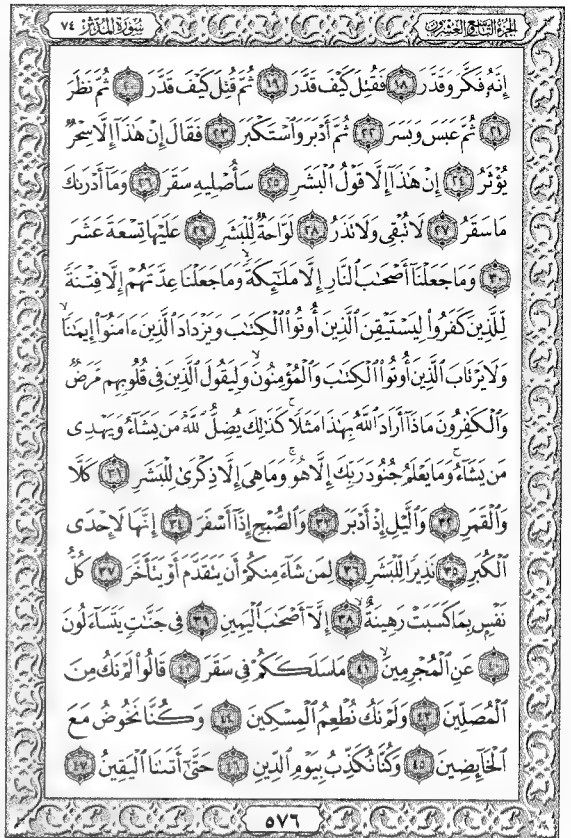 الجزء التاسع والعشرون
سورة المدثر ٧٤
إِنَّهُۥ فَكَّرَ وَقَدَّرَ ١٨ فَقُتِلَ كَيْفَ قَدَّرَ ١٩ ثُمَّ قُتِلَ كَيْفَ قَدَّرَ ٢٠ ثُمَّ نَظَرَ
٢١ ثُمَّ عَبَسَ وَبَسَرَ ٢٢ ثُمَّ أَدْبَرَ وَٱسْتَكْبَرَ ٢٣ فَقَالَ إِنْ هَٰذَآ إِلَّا سِحْرٌ
يُؤْثَرُ ٢٤ إِنْ هَٰذَآ إِلَّا قَوْلُ ٱلْبَشَرِ ٢٥ سَأُصْلِيهِ سَقَرَ ٢٦ وَمَآ أَدْرَىٰكَ
مَا سَقَرُ ٢٧ لَا تُبْقِى وَلَا تَذَرُ ٢٨ لَوَّاحَةٌ لِّلْبَشَرِ ٢٩ عَلَيْهَا تِسْعَةَ عَشَرَ
٣٠ وَمَا جَعَلْنَآ أَصْحَٰبَ ٱلنَّارِ إِلَّا مَلَٰٓئِكَةً وَمَا جَعَلْنَا عِدَّتَهُمْ إِلَّا فِتْنَةً
لِّلَّذِينَ كَفَرُوا۟ لِيَسْتَيْقِنَ ٱلَّذِينَ أُوتُوا۟ ٱلْكِتَٰبَ وَيَزْدَادَ ٱلَّذِينَ ءَامَنُوٓا۟ إِيمَٰنًا
وَلَا يَرْتَابَ ٱلَّذِينَ أُوتُوا۟ ٱلْكِتَٰبَ وَٱلْمُؤْمِنُونَ وَلِيَقُولَ ٱلَّذِينَ فِى قُلُوبِهِم مَّرَضٌ
وَٱلْكَٰفِرُونَ مَاذَآ أَرَادَ ٱللَّهُ بِهَٰذَا مَثَلًا كَذَٰلِكَ يُضِلُّ ٱللَّهُ مَن يَشَآءُ وَيَهْدِى
مَن يَشَآءُ وَمَا يَعْلَمُ جُنُودَ رَبِّكَ إِلَّا هُوَ وَمَا هِىَ إِلَّا ذِكْرَىٰ لِلْبَشَرِ ٣١ كَلَّا
وَٱلْقَمَرِ ٣٢ وَٱلَّيْلِ إِذْ أَدْبَرَ ٣٣ وَٱلصُّبْحِ إِذَآ أَسْفَرَ ٣٤ إِنَّهَا لَإِحْدَى
ٱلْكُبَرِ ٣٥ نَذِيرًا لِّلْبَشَرِ ٣٦ لِمَن شَآءَ مِنكُمْ أَن يَتَقَدَّمَ أَوْ يَتَأَخَّرَ ٣٧ كُلُّ
نَفْسٍۭ بِمَا كَسَبَتْ رَهِينَةٌ ٣٨ إِلَّآ أَصْحَٰبَ ٱلْيَمِينِ ٣٩ فِى جَنَّٰتٍ يَتَسَآءَلُونَ
٤٠ عَنِ ٱلْمُجْرِمِينَ ٤١ مَا سَلَكَكُمْ فِى سَقَرَ ٤٢ قَالُوا۟ لَمْ نَكُ مِنَ
ٱلْمُصَلِّينَ ٤٣ وَلَمْ نَكُ نُطْعِمُ ٱلْمِسْكِينَ ٤٤ وَكُنَّا نَخُوضُ مَعَ
ٱلْخَآئِضِينَ ٤٥ وَكُنَّا نُكَذِّبُ بِيَوْمِ ٱلدِّينِ ٤٦ حَتَّىٰٓ أَتَىٰنَا ٱلْيَقِينُ ٤٧
٥٧٦